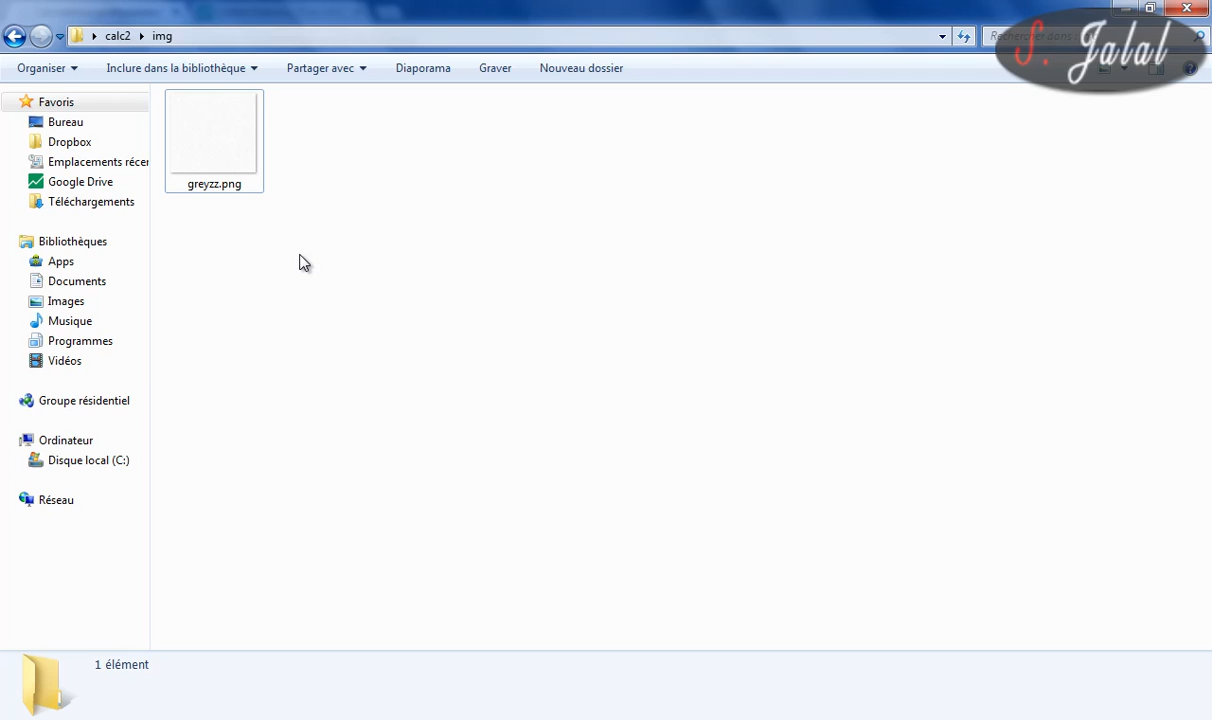 calc2 img
Rechercher dans :
S. Jalal
Organiser Inclure dans la bibliothèque Partager avec Diaporama Graver Nouveau dossier
Favoris
Bureau
Dropbox
Emplacements récer
Google Drive
Téléchargements
Bibliothèques
Apps
Documents
Images
Musique
Programmes
Vidéos
Groupe résidentiel
Ordinateur
Disque local (C:)
Réseau
greyzz.png
1 élément